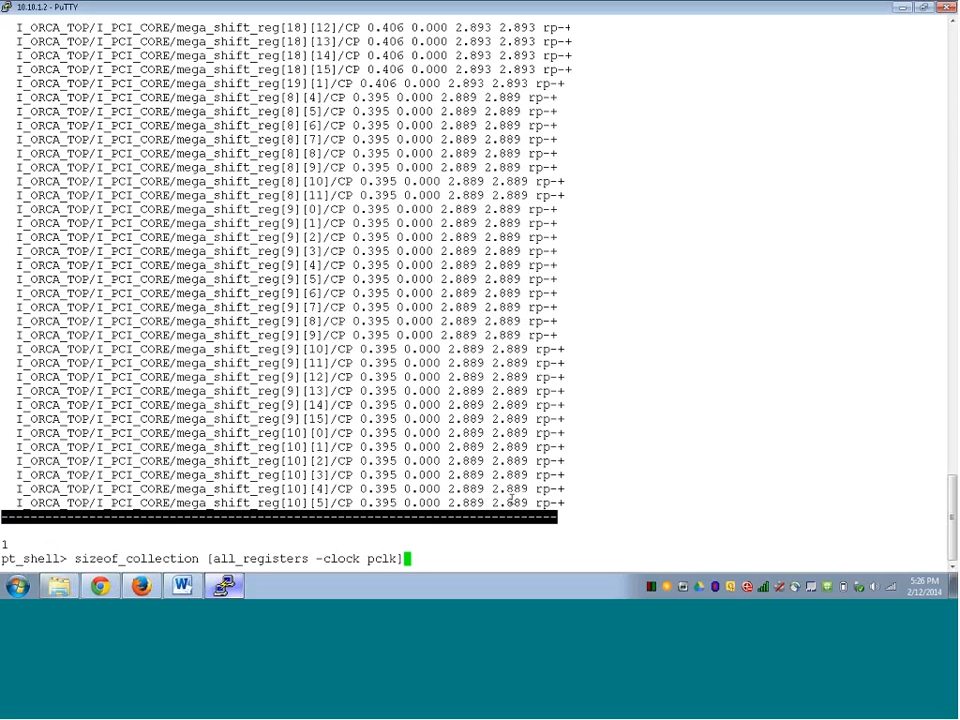 10.10.1.2 - PuTTY
I_ORCA_TOP/I_PCI_CORE/mega_shift_reg[18][12]/CP 0.406 0.000 2.893 2.893 rp-+
I_ORCA_TOP/I_PCI_CORE/mega_shift_reg[18][13]/CP 0.406 0.000 2.893 2.893 rp-+
I_ORCA_TOP/I_PCI_CORE/mega_shift_reg[18][14]/CP 0.406 0.000 2.893 2.893 rp-+
I_ORCA_TOP/I_PCI_CORE/mega_shift_reg[18][15]/CP 0.406 0.000 2.893 2.893 rp-+
I_ORCA_TOP/I_PCI_CORE/mega_shift_reg[19][1]/CP 0.406 0.000 2.893 2.893 rp-+
I_ORCA_TOP/I_PCI_CORE/mega_shift_reg[8][4]/CP 0.395 0.000 2.889 2.889 rp-+
I_ORCA_TOP/I_PCI_CORE/mega_shift_reg[8][5]/CP 0.395 0.000 2.889 2.889 rp-+
I_ORCA_TOP/I_PCI_CORE/mega_shift_reg[8][6]/CP 0.395 0.000 2.889 2.889 rp-+
I_ORCA_TOP/I_PCI_CORE/mega_shift_reg[8][7]/CP 0.395 0.000 2.889 2.889 rp-+
I_ORCA_TOP/I_PCI_CORE/mega_shift_reg[8][8]/CP 0.395 0.000 2.889 2.889 rp-+
I_ORCA_TOP/I_PCI_CORE/mega_shift_reg[8][9]/CP 0.395 0.000 2.889 2.889 rp-+
I_ORCA_TOP/I_PCI_CORE/mega_shift_reg[8][10]/CP 0.395 0.000 2.889 2.889 rp-+
I_ORCA_TOP/I_PCI_CORE/mega_shift_reg[8][11]/CP 0.395 0.000 2.889 2.889 rp-+
I_ORCA_TOP/I_PCI_CORE/mega_shift_reg[9][0]/CP 0.395 0.000 2.889 2.889 rp-+
I_ORCA_TOP/I_PCI_CORE/mega_shift_reg[9][1]/CP 0.395 0.000 2.889 2.889 rp-+
I_ORCA_TOP/I_PCI_CORE/mega_shift_reg[9][2]/CP 0.395 0.000 2.889 2.889 rp-+
I_ORCA_TOP/I_PCI_CORE/mega_shift_reg[9][3]/CP 0.395 0.000 2.889 2.889 rp-+
I_ORCA_TOP/I_PCI_CORE/mega_shift_reg[9][4]/CP 0.395 0.000 2.889 2.889 rp-+
I_ORCA_TOP/I_PCI_CORE/mega_shift_reg[9][5]/CP 0.395 0.000 2.889 2.889 rp-+
I_ORCA_TOP/I_PCI_CORE/mega_shift_reg[9][6]/CP 0.395 0.000 2.889 2.889 rp-+
I_ORCA_TOP/I_PCI_CORE/mega_shift_reg[9][7]/CP 0.395 0.000 2.889 2.889 rp-+
I_ORCA_TOP/I_PCI_CORE/mega_shift_reg[9][8]/CP 0.395 0.000 2.889 2.889 rp-+
I_ORCA_TOP/I_PCI_CORE/mega_shift_reg[9][9]/CP 0.395 0.000 2.889 2.889 rp-+
I_ORCA_TOP/I_PCI_CORE/mega_shift_reg[9][10]/CP 0.395 0.000 2.889 2.889 rp-+
I_ORCA_TOP/I_PCI_CORE/mega_shift_reg[9][11]/CP 0.395 0.000 2.889 2.889 rp-+
I_ORCA_TOP/I_PCI_CORE/mega_shift_reg[9][12]/CP 0.395 0.000 2.889 2.889 rp-+
I_ORCA_TOP/I_PCI_CORE/mega_shift_reg[9][13]/CP 0.395 0.000 2.889 2.889 rp-+
I_ORCA_TOP/I_PCI_CORE/mega_shift_reg[9][14]/CP 0.395 0.000 2.889 2.889 rp-+
I_ORCA_TOP/I_PCI_CORE/mega_shift_reg[9][15]/CP 0.395 0.000 2.889 2.889 rp-+
I_ORCA_TOP/I_PCI_CORE/mega_shift_reg[10][0]/CP 0.395 0.000 2.889 2.889 rp-+
I_ORCA_TOP/I_PCI_CORE/mega_shift_reg[10][1]/CP 0.395 0.000 2.889 2.889 rp-+
I_ORCA_TOP/I_PCI_CORE/mega_shift_reg[10][2]/CP 0.395 0.000 2.889 2.889 rp-+
I_ORCA_TOP/I_PCI_CORE/mega_shift_reg[10][3]/CP 0.395 0.000 2.889 2.889 rp-+
I_ORCA_TOP/I_PCI_CORE/mega_shift_reg[10][4]/CP 0.395 0.000 2.889 2.889 rp-+
I_ORCA_TOP/I_PCI_CORE/mega_shift_reg[10][5]/CP 0.395 0.000 2.889 2.889 rp-+
-----------------------------------------------------------------------------
1
pt_shell> sizeof_collection [all_registers -clock pclk]
5:26 PM
2/12/2014